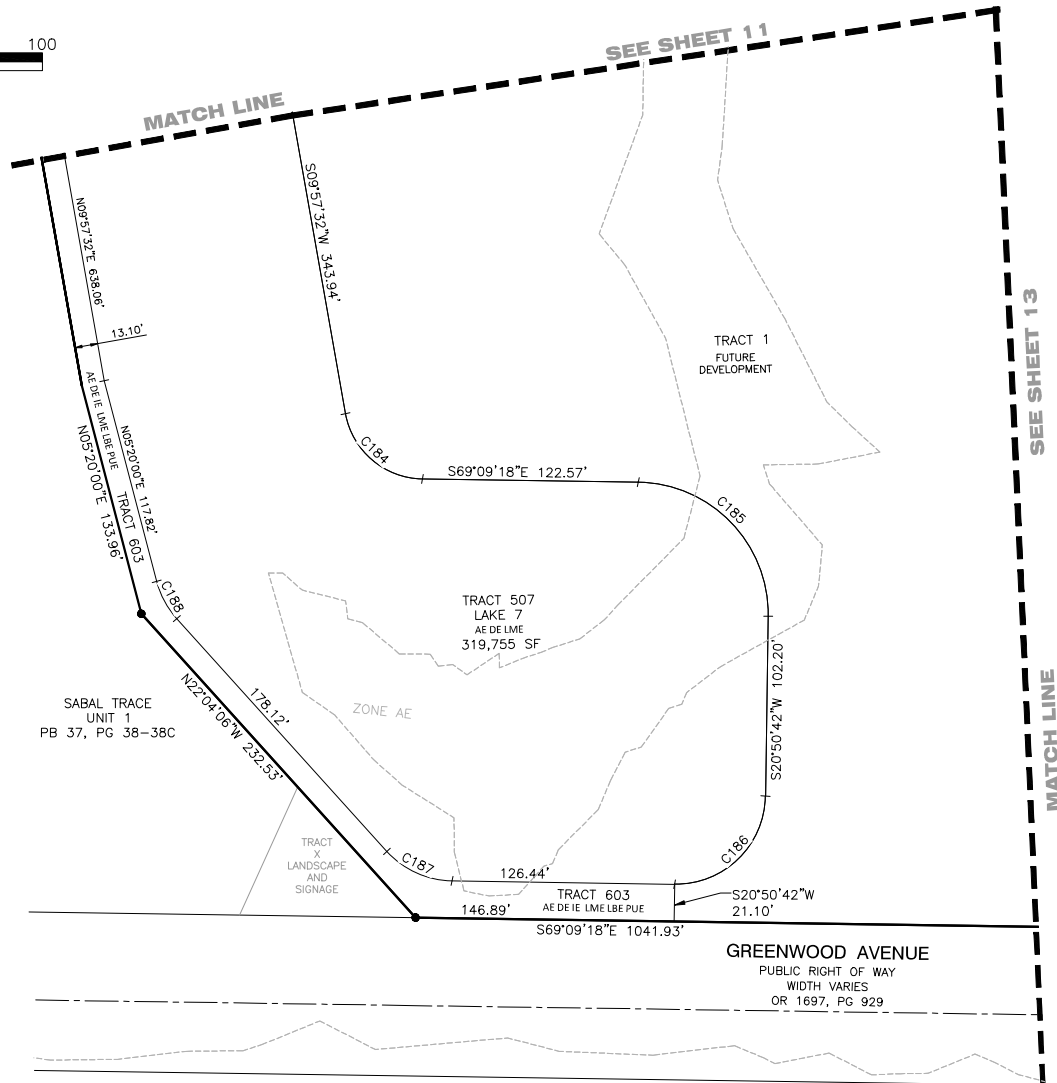 100
SEE SHEET 11
MATCH LINE
S09°57'32"W 343.94'
N09°57'32"E 638.06'
13.10'
SEE SHEET 13
TRACT 1
FUTURE
DEVELOPMENT
AE DE IE LME LBE PUE
TRACT 603
N05°20'00"E 117.82'
N05°20'00"E 133.96'
C184
S69°09'18"E 122.57'
C185
C188
TRACT 507
LAKE 7
AE DE LME
319,755 SF
S20°50'42"W 102.20'
SABAL TRACE
UNIT 1
PB 37, PG 38-38C
178.12'
N22°04'06"W 232.53'
ZONE AE
MATCH LINE
TRACT
X
LANDSCAPE
AND
SIGNAGE
C187
C186
126.44'
TRACT 603
AE DE IE LME LBE PUE
S20°50'42"W
21.10'
146.89'
S69°09'18"E 1041.93'
GREENWOOD AVENUE
PUBLIC RIGHT OF WAY
WIDTH VARIES
OR 1697, PG 929